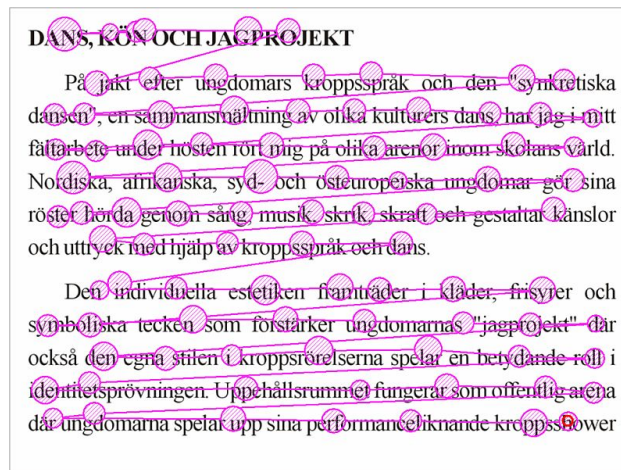 DANS, KÖN OCH JAGPROJEKT
På jakt efter ungdomars kroppsspråk och den "synkretiska
dansen", en sammansmältning av olika kulturers dans, har jag i mitt
fältarbete under hösten rört mig på olika arenor inom skolans värld.
Nordiska, afrikanska, syd- och östeuropeiska ungdomar gör sina
röster hörda genom sång, musik, skrik, skratt och gestaltar känslor
och uttryck med hjälp av kroppsspråk och dans.
Den individuella estetiken framträder i kläder, frisyrer och
symboliska tecken som förstärker ungdomarnas "jagprojekt" där
också den egna stilen i kroppsrörelserna spelar en betydande roll i
identitetsprövningen. Uppehållsrummet fungerar som offentlig arena
där ungdomarna spelar upp sina performanceliknande kroppsshower